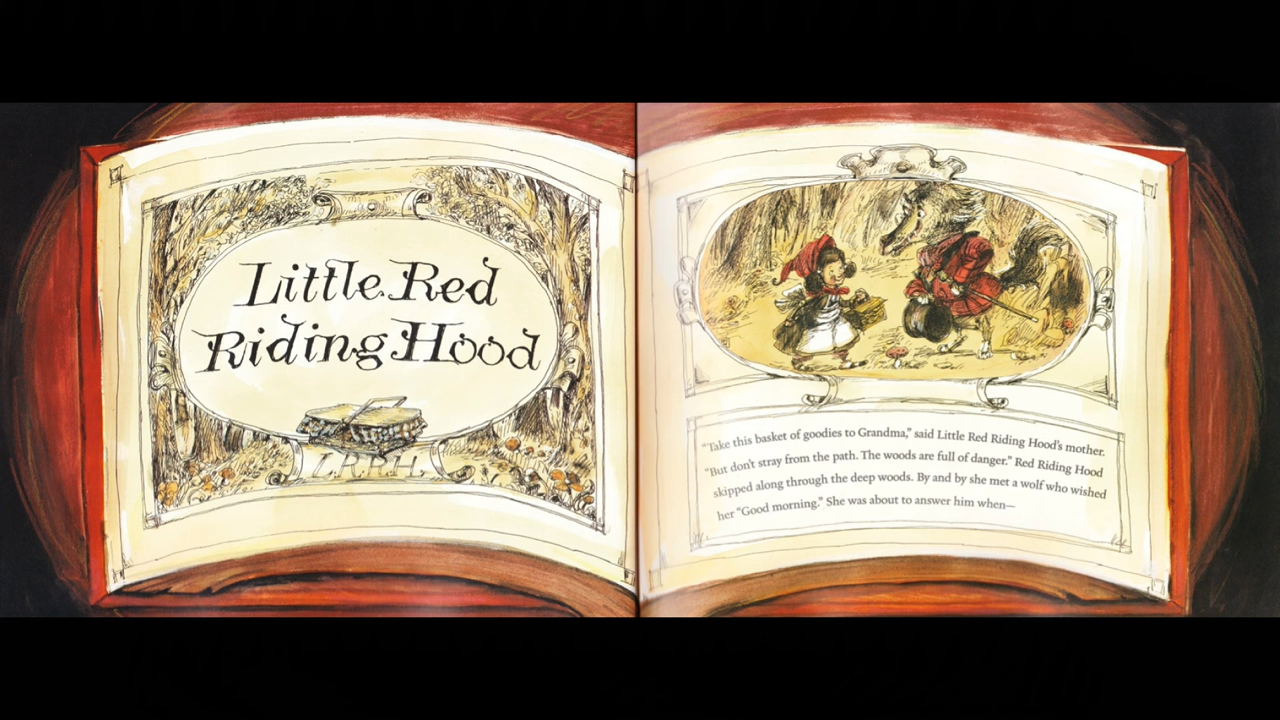 Little Red
Riding Hood
L.R.R.H.
“Take this basket of goodies to Grandma,” said Little Red Riding Hood’s mother.
“But don’t stray from the path. The woods are full of danger.” Red Riding Hood
skipped along through the deep woods. By and by she met a wolf who wished
her “Good morning.” She was about to answer him when—